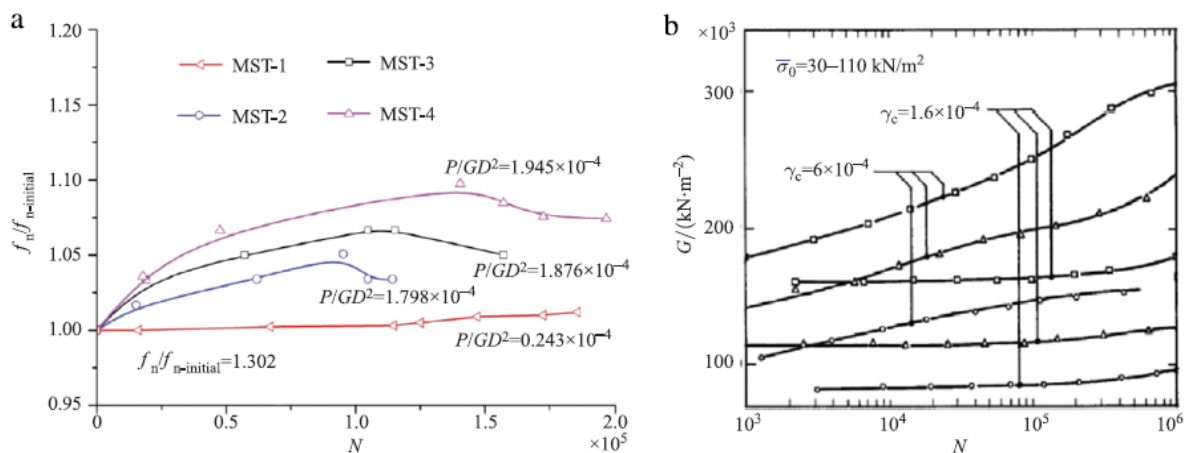 a
1.20
1.15
1.10
1.05
1.00
0.95
fn/fn-initial
MST-1
MST-2
MST-3
MST-4
P/GD²=1.945×10⁻⁴
P/GD²=1.876×10⁻⁴
P/GD²=1.798×10⁻⁴
P/GD²=0.243×10⁻⁴
fn/fn-initial=1.302
0 0.5 1.0 1.5 2.0
×10⁵
N
b
×10³
300
200
100
G/(kN·m⁻²)
σ̅₀=30–110 kN/m²
γc=1.6×10⁻⁴
γc=6×10⁻⁴
10³ 10⁴ 10⁵ 10⁶
N